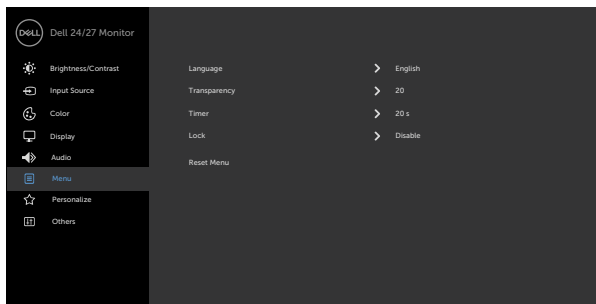 DELL Dell 24/27 Monitor
Brightness/Contrast
Input Source
Color
Display
Audio
Menu
Personalize
Others
Language English
Transparency 20
Timer 20 s
Lock Disable
Reset Menu